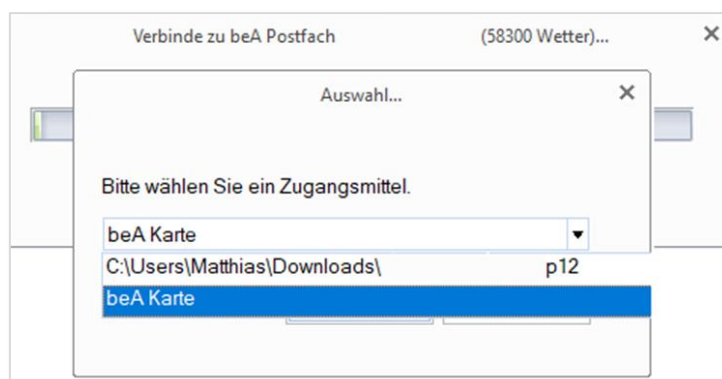 Verbinde zu beA Postfach (58300 Wetter)...
Auswahl...
Bitte wählen Sie ein Zugangsmittel.
beA Karte
C:\Users\Matthias\Downloads\ p12
beA Karte